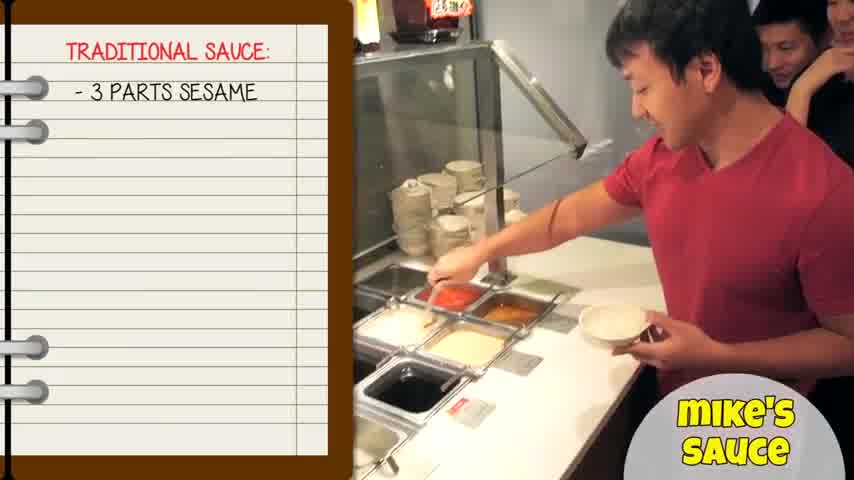 TRADITIONAL SAUCE:
- 3 PARTS SESAME
MIKE'S
SAUCE